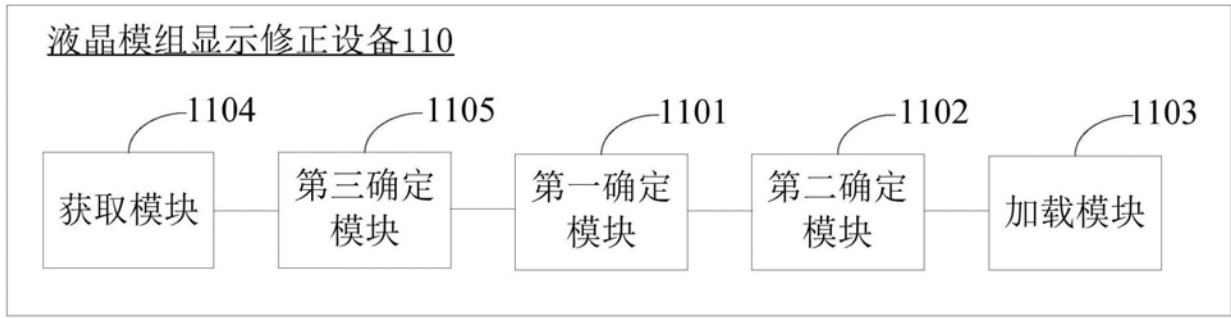 液晶模组显示修正设备110
1104
1105
1101
1102
1103
获取模块
第三确定
模块
第一确定
模块
第二确定
模块
加载模块